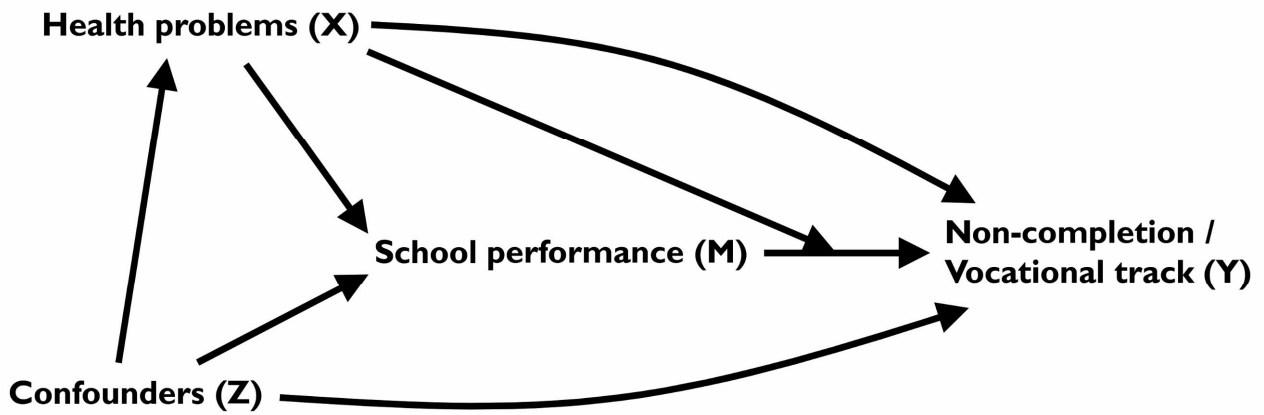 Health problems (X)
School performance (M)
Non-completion /
Vocational track (Y)
Confounders (Z)